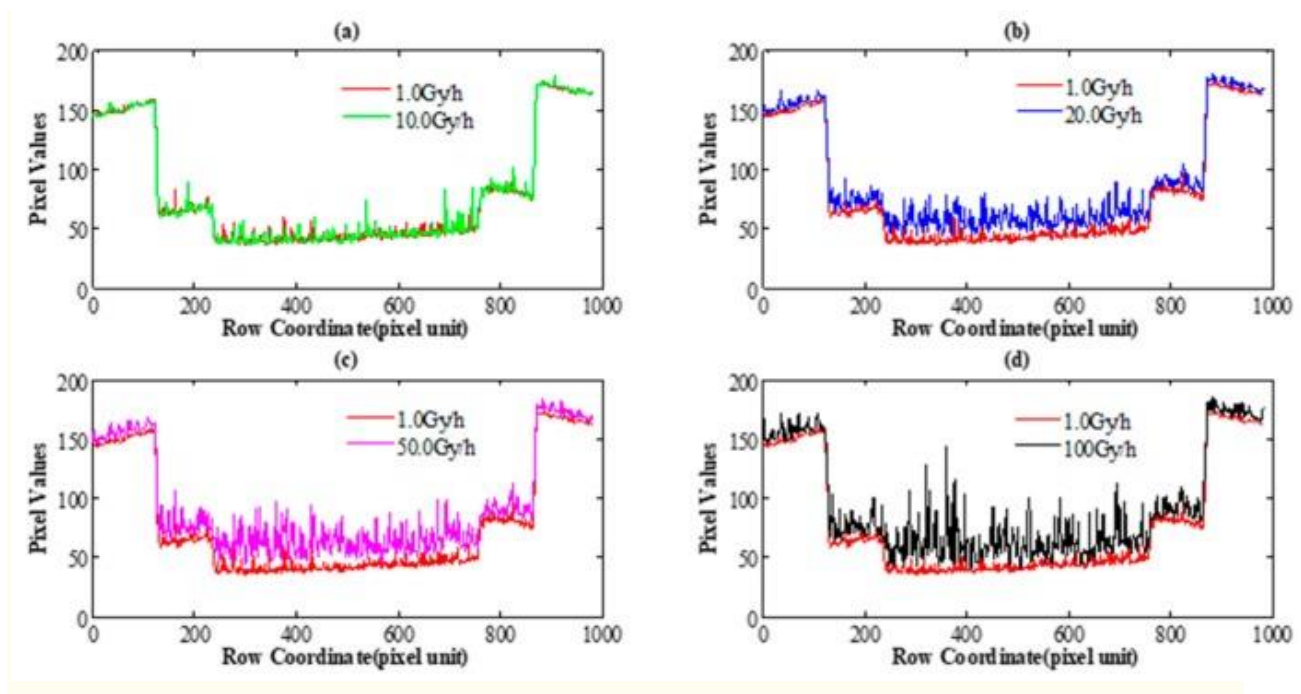 (a)
200
150
100
50
0
Pixel Values
1.0Gy/h
10.0Gy/h
0 200 400 600 800 1000
Row Coordinate(pixel unit)
(b)
200
150
100
50
0
Pixel Values
1.0Gy/h
20.0Gy/h
0 200 400 600 800 1000
Row Coordinate(pixel unit)
(c)
200
150
100
50
0
Pixel Values
1.0Gy/h
50.0Gy/h
0 200 400 600 800 1000
Row Coordinate(pixel unit)
(d)
200
150
100
50
0
Pixel Values
1.0Gy/h
100Gy/h
0 200 400 600 800 1000
Row Coordinate(pixel unit)